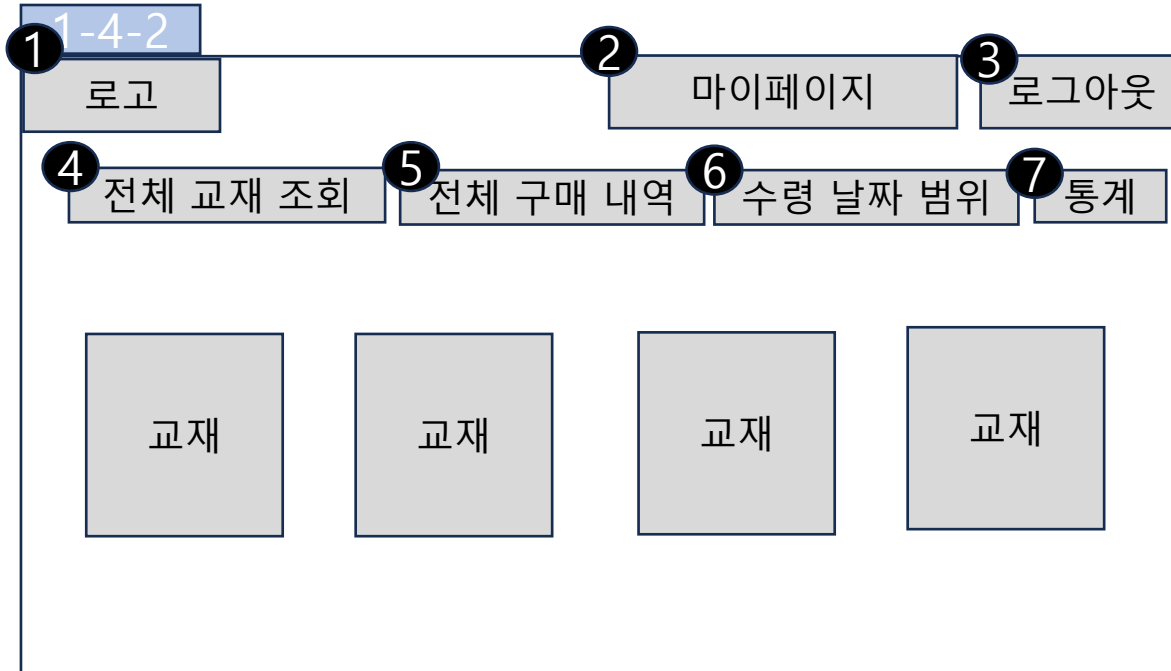 1-4-2
1
로고
2
마이페이지
3
로그아웃
4
전체 교재 조회
5
전체 구매 내역
6
수령 날짜 범위
7
통계
교재
교재
교재
교재